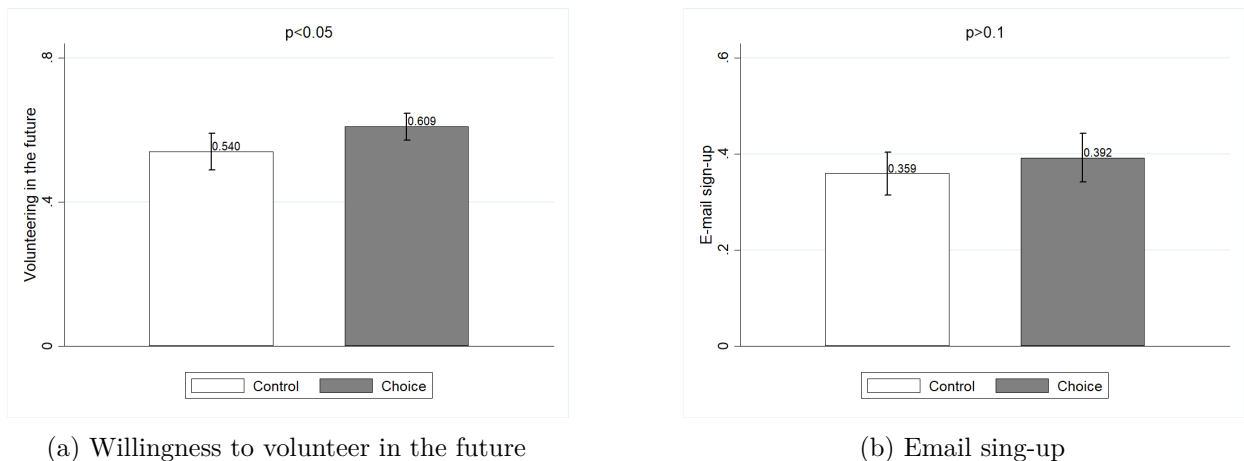 p<0.05
Volunteering in the future
.8
.4
0
0.540
0.609
Control
Choice
(a) Willingness to volunteer in the future
p>0.1
E-mail sign-up
.6
.4
.2
0
0.359
0.392
Control
Choice
(b) Email sing-up